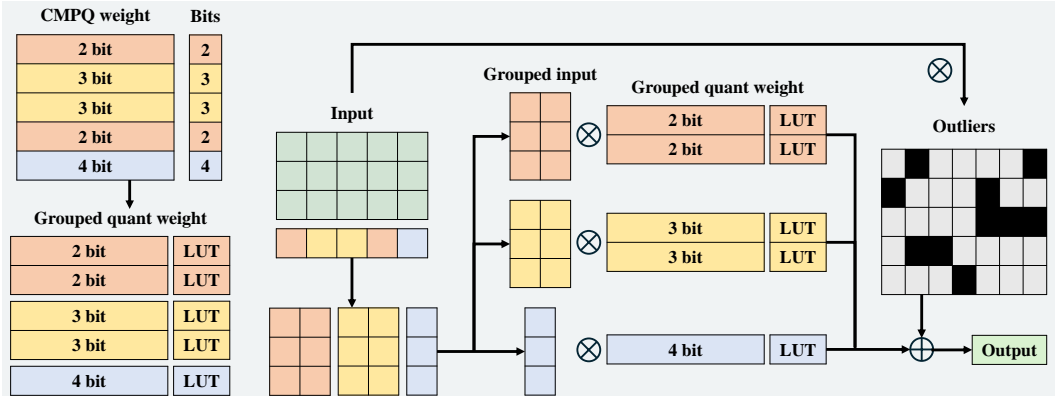 CMPQ weight Bits
2 bit 2
3 bit 3
3 bit 3
2 bit 2
4 bit 4
Grouped quant weight
2 bit LUT
2 bit LUT
3 bit LUT
3 bit LUT
4 bit LUT
Input
Grouped input
Grouped quant weight
2 bit LUT
2 bit LUT
3 bit LUT
3 bit LUT
4 bit LUT
Outliers
Output